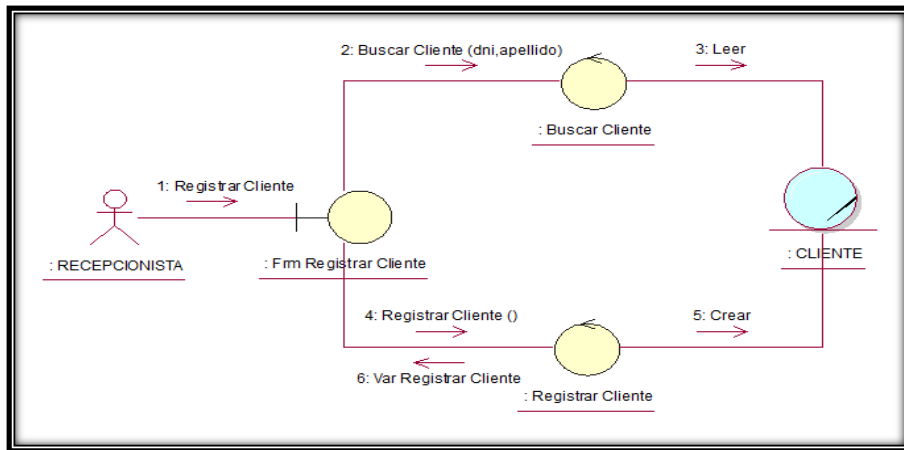 2: Buscar Cliente (dni,apellido)
3: Leer
: Buscar Cliente
1: Registrar Cliente
: RECEPCIONISTA
: Frm Registrar Cliente
: CLIENTE
4: Registrar Cliente ()
5: Crear
6: Var Registrar Cliente
: Registrar Cliente